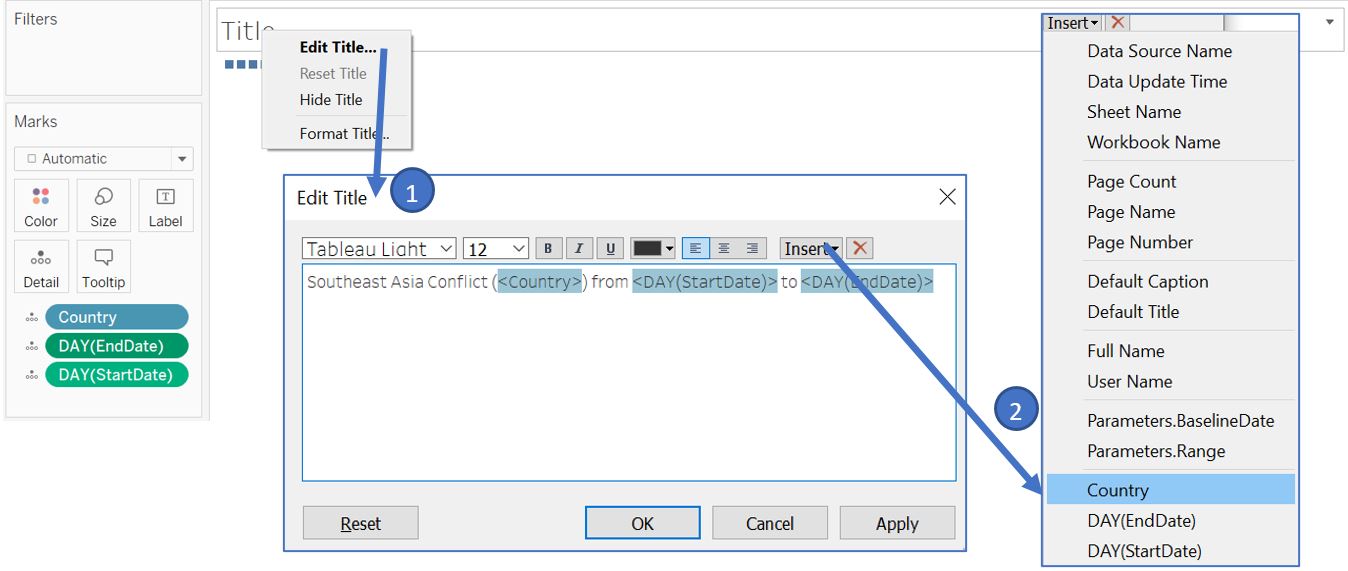 Filters
Marks
Automatic
Color
Size
Label
Detail
Tooltip
Country
DAY(EndDate)
DAY(StartDate)
Title
Edit Title...
Reset Title
Hide Title
Format Title...
1
Edit Title
Tableau Light
12
B I U
Insert
Southeast Asia Conflict (<Country>) from <DAY(StartDate)> to <DAY(EndDate)>
Reset
OK
Cancel
Apply
2
Insert
Data Source Name
Data Update Time
Sheet Name
Workbook Name
Page Count
Page Name
Page Number
Default Caption
Default Title
Full Name
User Name
Parameters.BaselineDate
Parameters.Range
Country
DAY(EndDate)
DAY(StartDate)